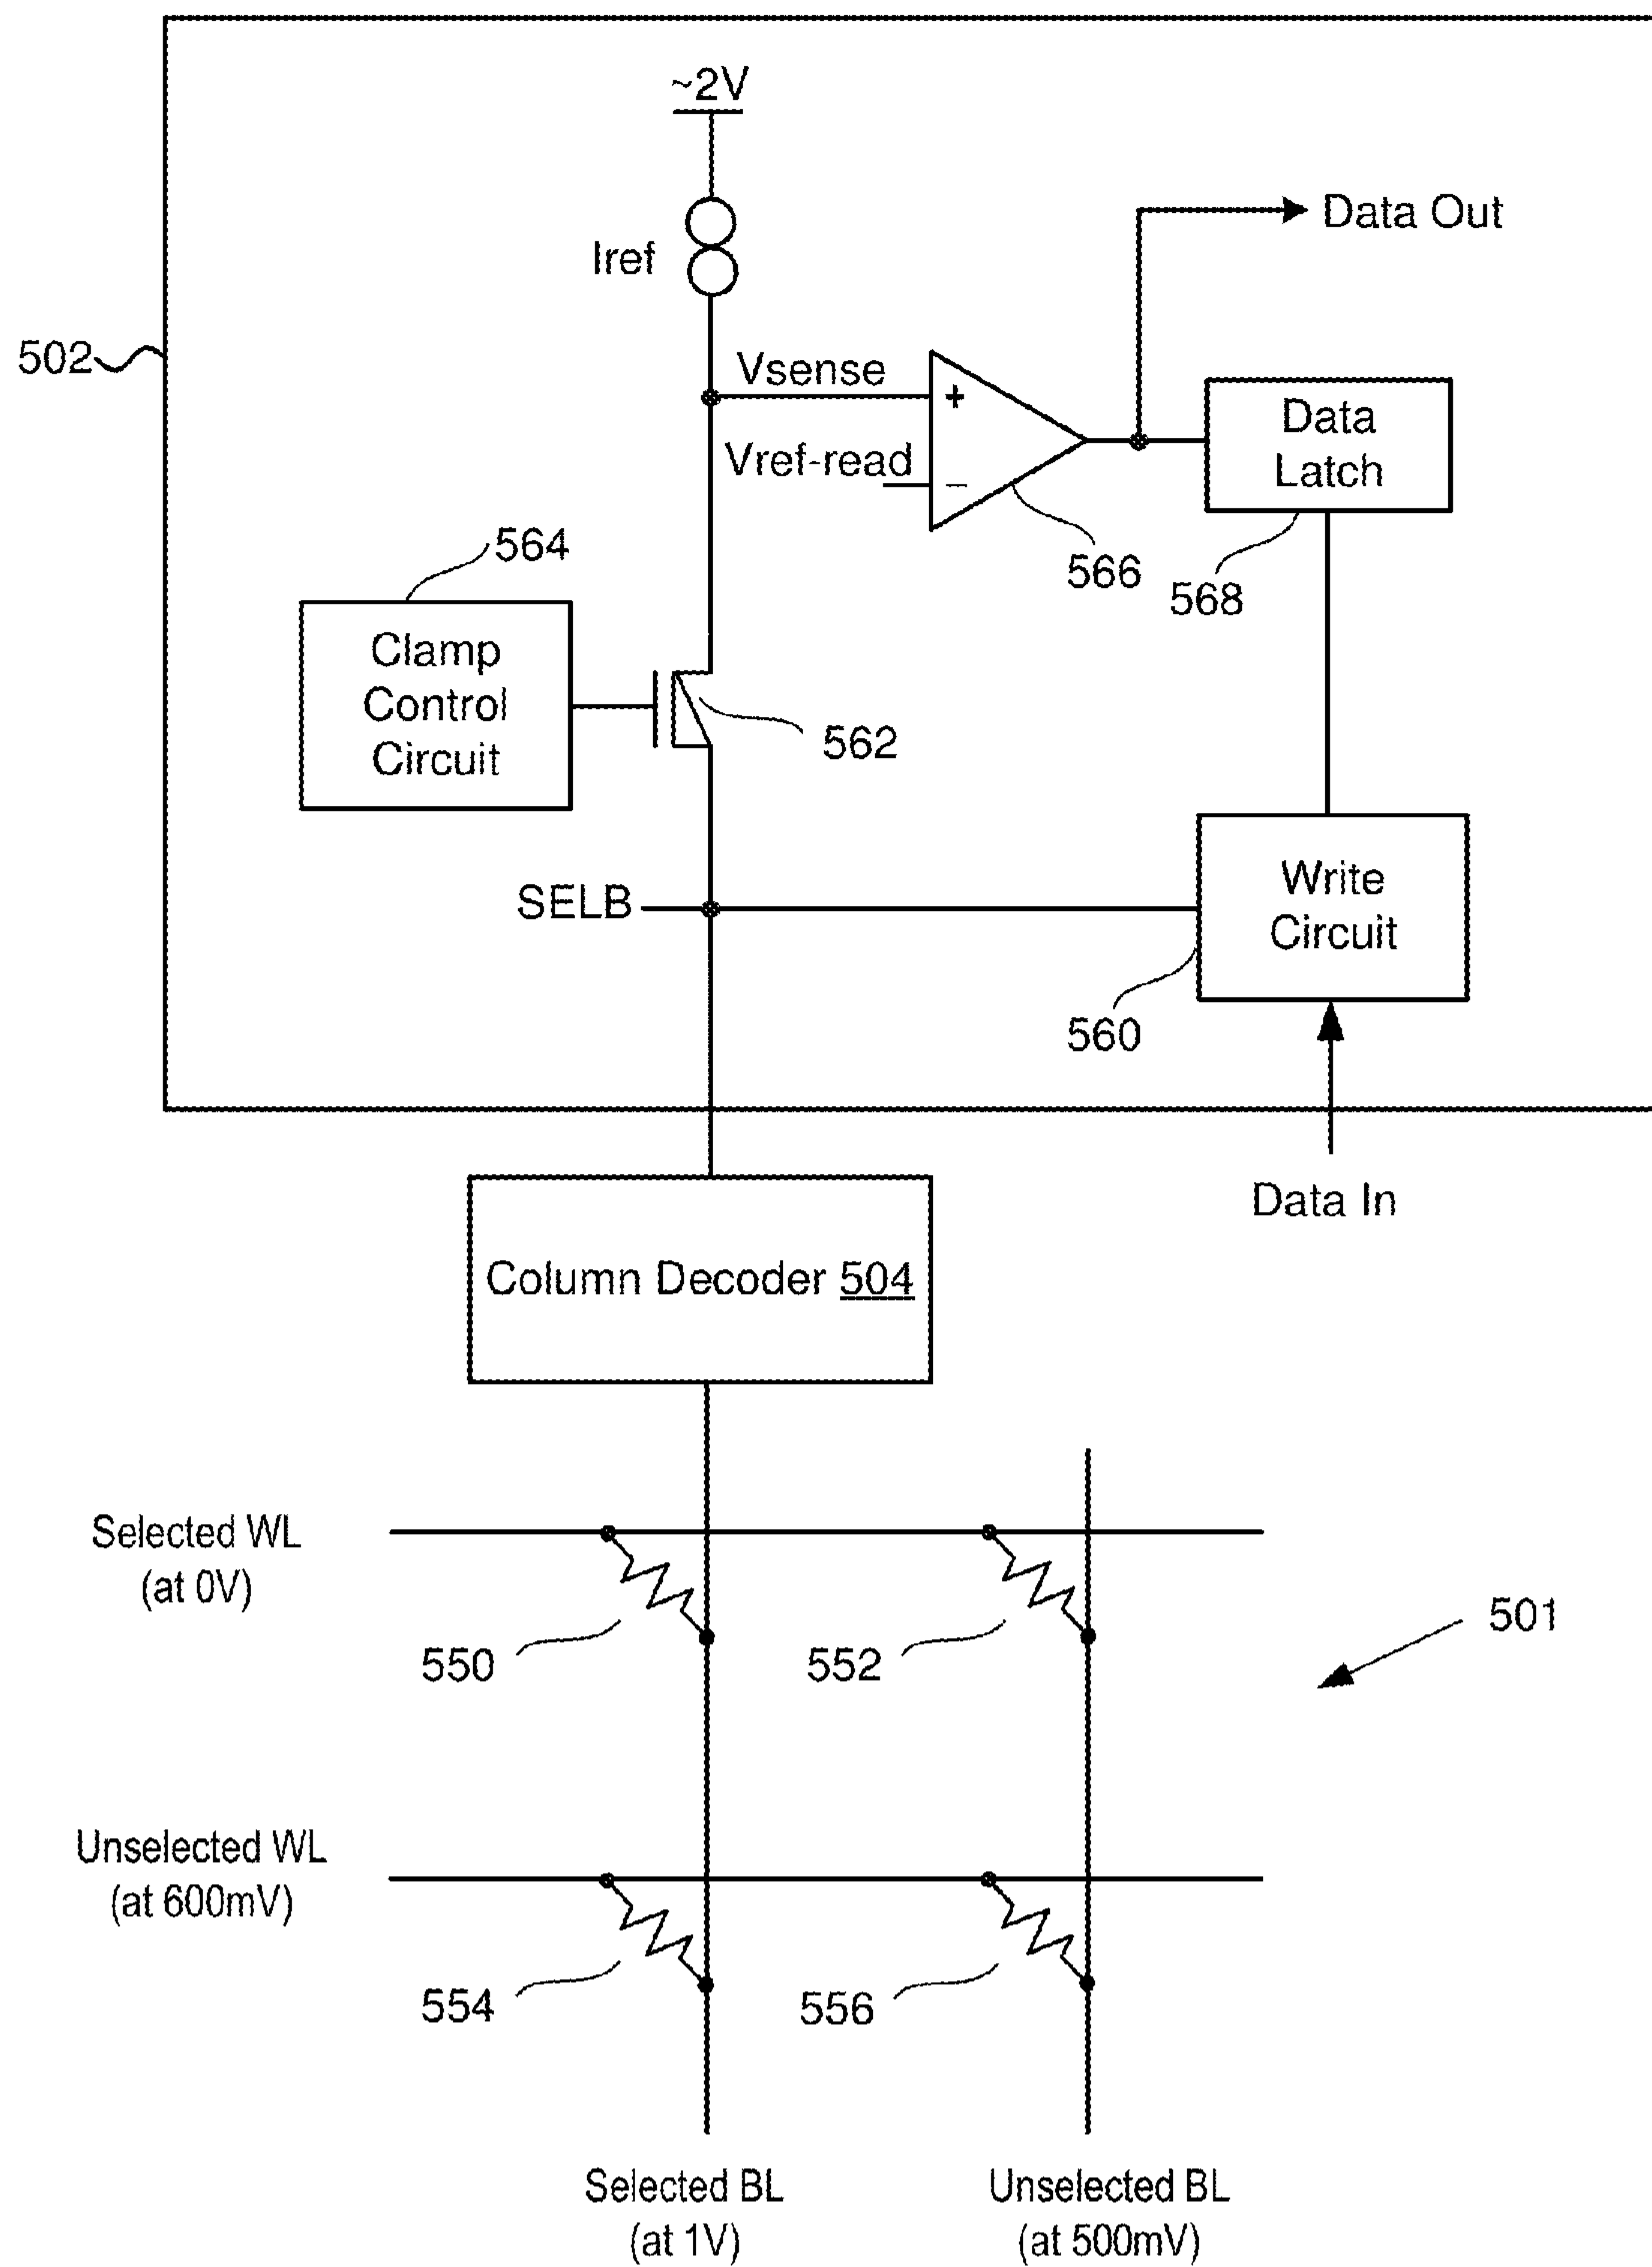 ~2V
Data Out
Iref
502
Vsense
+
Data
Latch
Vref-read
−
564
566
568
Clamp
Control
Circuit
562
SELB
Write
Circuit
560
Data In
Column Decoder 504
Selected WL
(at 0V)
501
550
552
Unselected WL
(at 600mV)
554
556
Selected BL
(at 1V)
Unselected BL
(at 500mV)